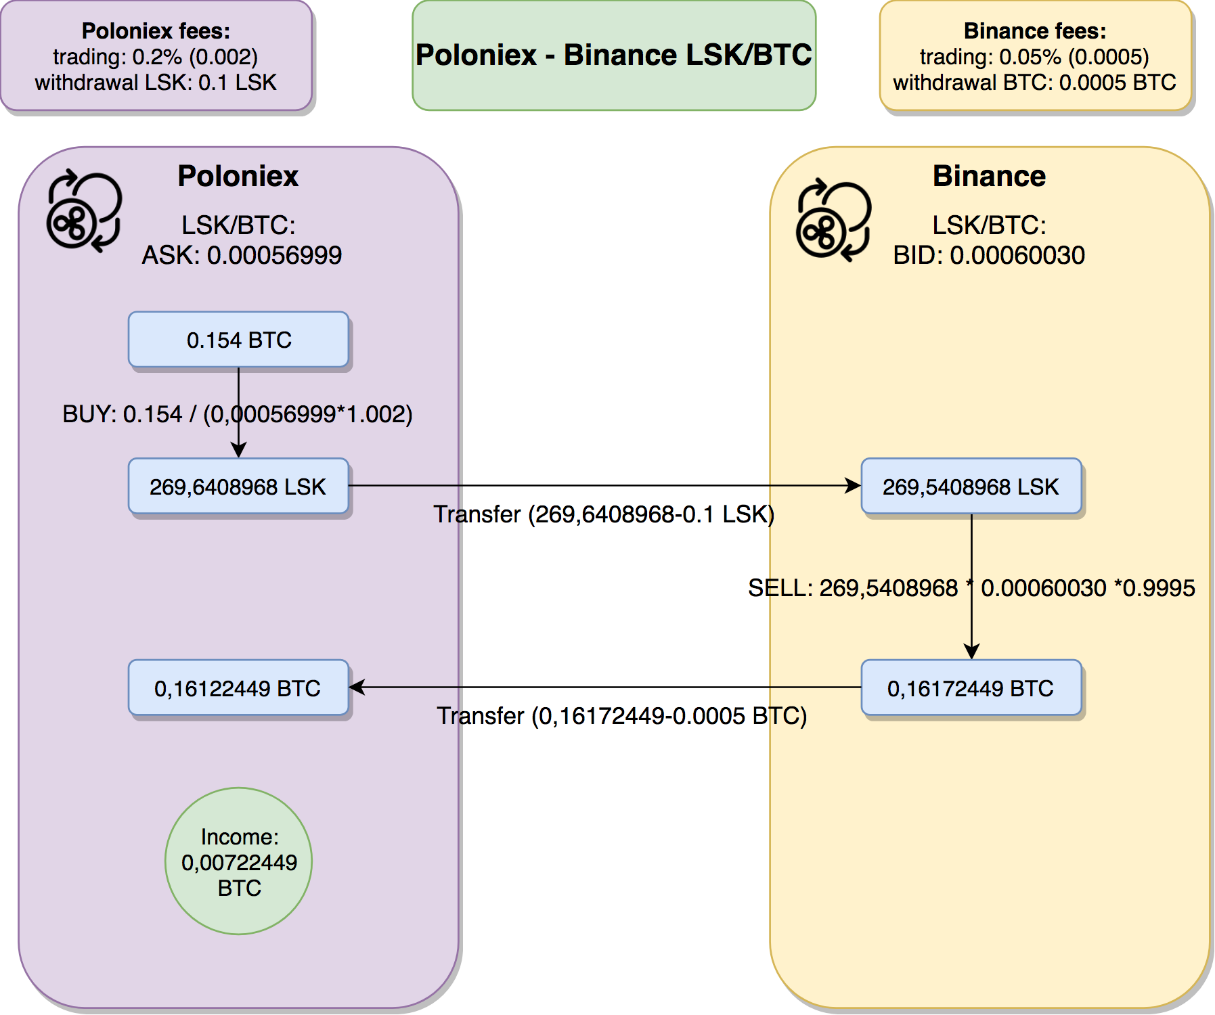 Poloniex fees:
trading: 0.2% (0.002)
withdrawal LSK: 0.1 LSK
Poloniex - Binance LSK/BTC
Binance fees:
trading: 0.05% (0.0005)
withdrawal BTC: 0.0005 BTC
Poloniex
LSK/BTC:
ASK: 0.00056999
Binance
LSK/BTC:
BID: 0.00060030
0.154 BTC
BUY: 0.154 / (0,00056999*1.002)
269,6408968 LSK
Transfer (269,6408968-0.1 LSK)
269,5408968 LSK
SELL: 269,5408968 * 0.00060030 *0.9995
0,16172449 BTC
Transfer (0,16172449-0.0005 BTC)
0,16122449 BTC
Income:
0,00722449
BTC